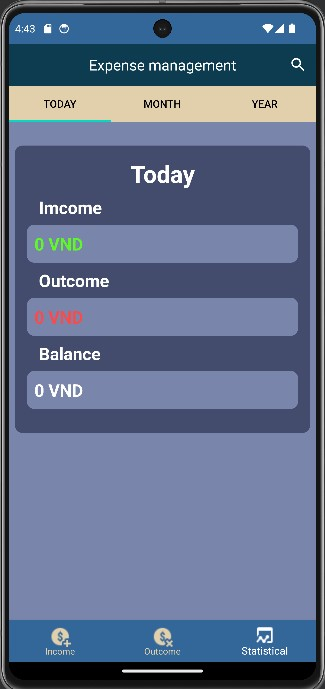 4:43
Expense management
TODAY MONTH YEAR
Today
Imcome
0 VND
Outcome
0 VND
Balance
0 VND
Income Outcome Statistical